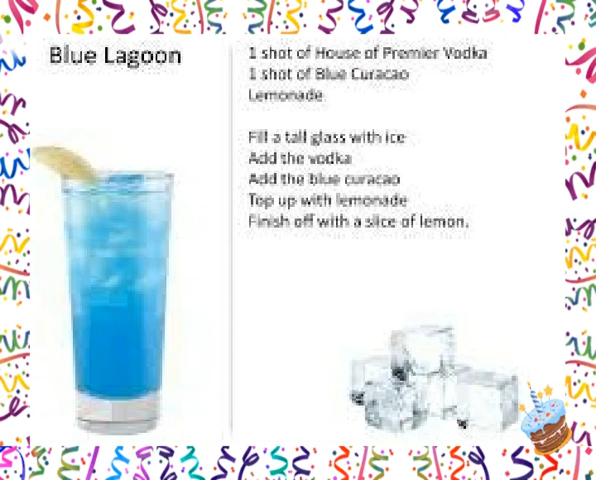 Blue Lagoon
1 shot of House of Premier Vodka
1 shot of Blue Curacao
Lemonade
Fill a tall glass with ice
Add the vodka
Add the blue curacao
Top up with lemonade
Finish off with a slice of lemon.